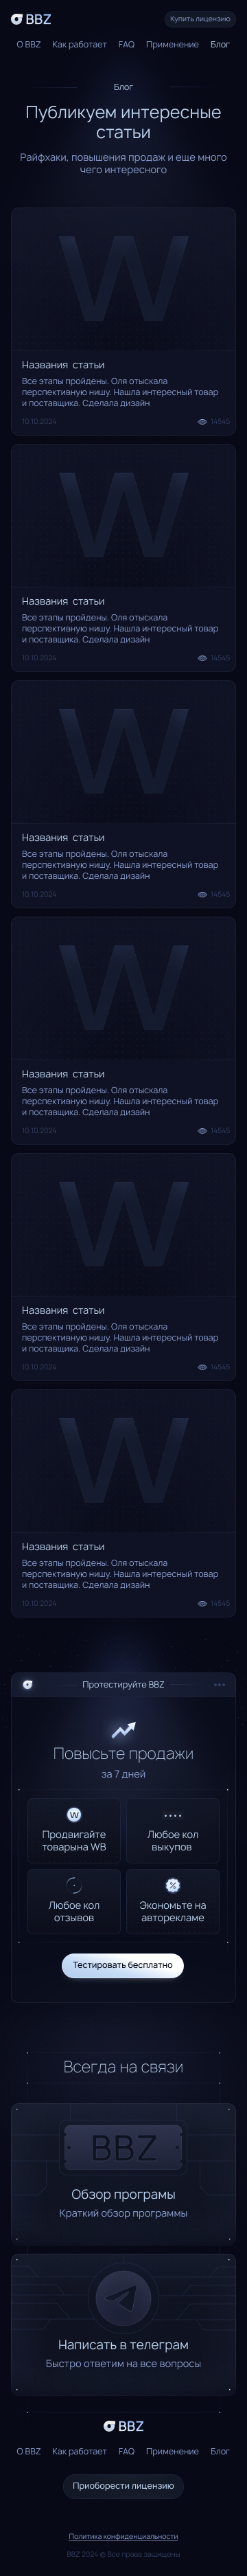 BBZ
Купить лицензию
О BBZ Как работает FAQ Применение Блог
Блог
Публикуем интересные
статьи
Райфхаки, повышения продаж и еще много
чего интересного
W
Названия статьи
Все этапы пройдены. Оля отыскала
перспективную нишу. Нашла интересный товар
и поставщика. Сделала дизайн
10.10.2024 14545
W
Названия статьи
Все этапы пройдены. Оля отыскала
перспективную нишу. Нашла интересный товар
и поставщика. Сделала дизайн
10.10.2024 14545
W
Названия статьи
Все этапы пройдены. Оля отыскала
перспективную нишу. Нашла интересный товар
и поставщика. Сделала дизайн
10.10.2024 14545
W
Названия статьи
Все этапы пройдены. Оля отыскала
перспективную нишу. Нашла интересный товар
и поставщика. Сделала дизайн
10.10.2024 14545
W
Названия статьи
Все этапы пройдены. Оля отыскала
перспективную нишу. Нашла интересный товар
и поставщика. Сделала дизайн
10.10.2024 14545
W
Названия статьи
Все этапы пройдены. Оля отыскала
перспективную нишу. Нашла интересный товар
и поставщика. Сделала дизайн
10.10.2024 14545
Протестируйте BBZ
Повысьте продажи
за 7 дней
W
Продвигайте
товарына WB
Любое кол
выкупов
Любое кол
отзывов
%
Экономьте на
авторекламе
Тестировать бесплатно
Всегда на связи
BBZ
Обзор програмы
Краткий обзор программы
Написать в телеграм
Быстро ответим на все вопросы
BBZ
О BBZ Как работает FAQ Применение Блог
Приоборести лицензию
Политика конфиденциальности
BBZ 2024 © Все права защищены